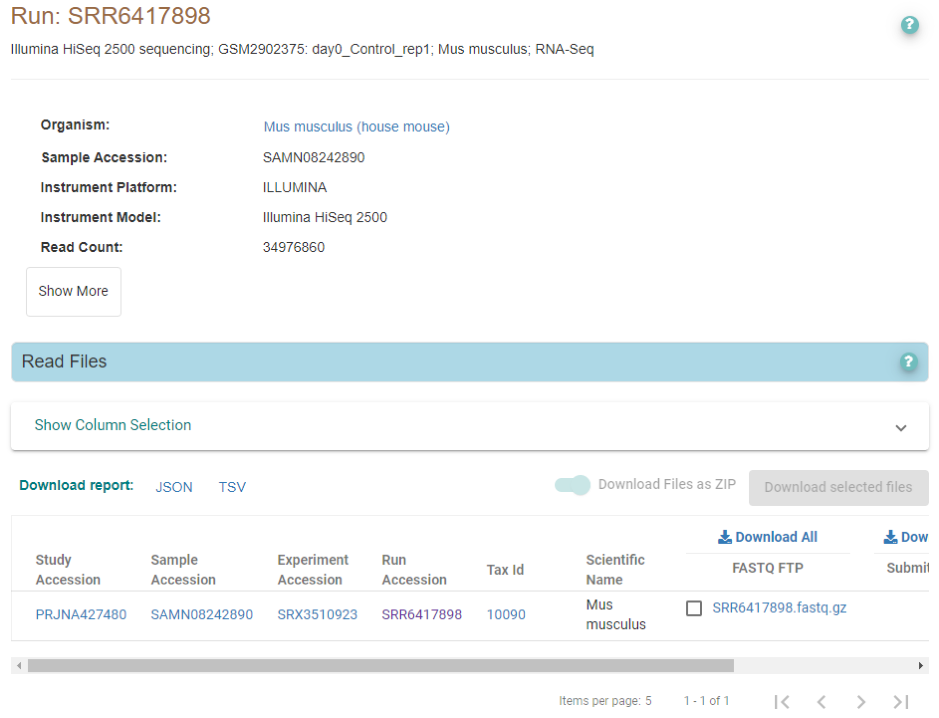 Run: SRR6417898
?
Illumina HiSeq 2500 sequencing; GSM2902375: day0_Control_rep1; Mus musculus; RNA-Seq
Organism: Mus musculus (house mouse)
Sample Accession: SAMN08242890
Instrument Platform: ILLUMINA
Instrument Model: Illumina HiSeq 2500
Read Count: 34976860
Show More
Read Files ?
Show Column Selection
Download report: JSON TSV Download Files as ZIP Download selected files
Download All Dow
Study Sample Experiment Run Scientific
Accession Accession Accession Accession Tax Id Name FASTQ FTP Submit
PRJNA427480 SAMN08242890 SRX3510923 SRR6417898 10090 Mus SRR6417898.fastq.gz
musculus
Items per page: 5 1 - 1 of 1